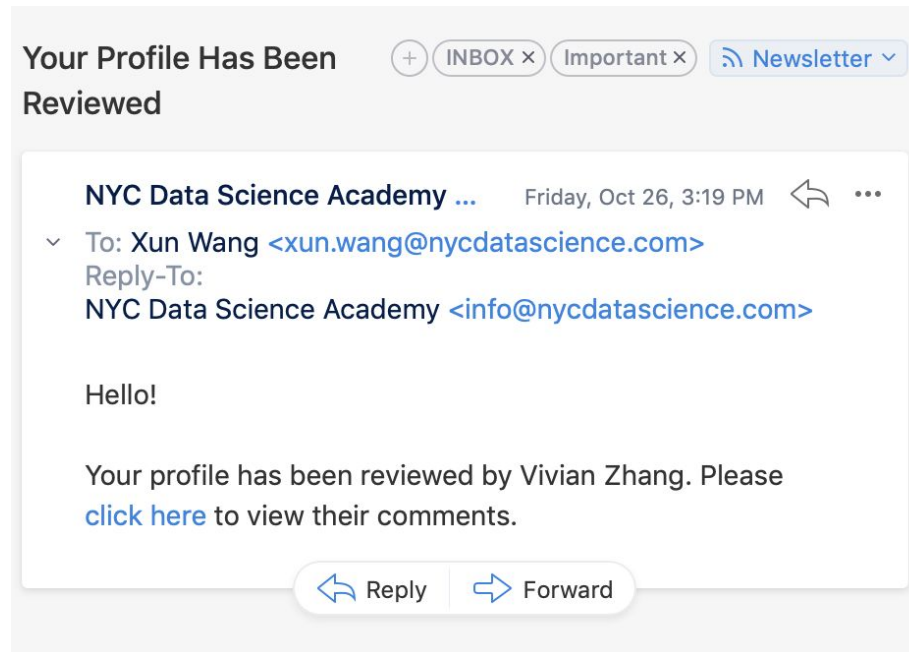 Your Profile Has Been
Reviewed
+ INBOX × Important × Newsletter
NYC Data Science Academy ... Friday, Oct 26, 3:19 PM
To: Xun Wang <xun.wang@nycdatascience.com>
Reply-To:
NYC Data Science Academy <info@nycdatascience.com>
Hello!
Your profile has been reviewed by Vivian Zhang. Please
click here to view their comments.
Reply Forward